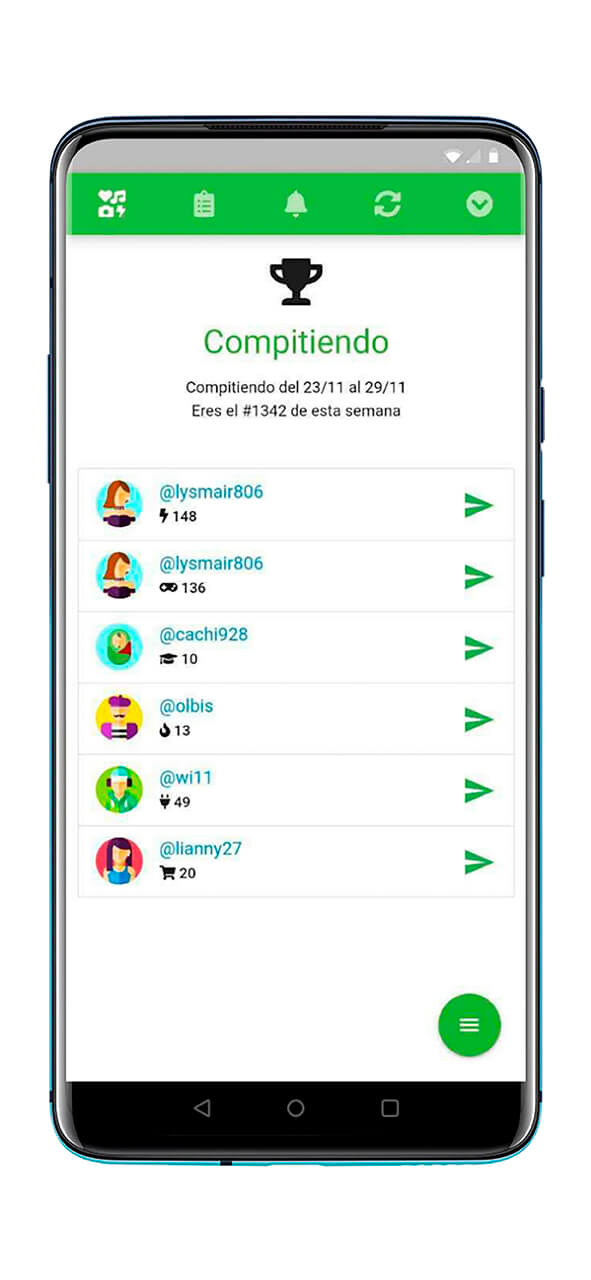 Compitiendo
Compitiendo del 23/11 al 29/11
Eres el #1342 de esta semana
@lysmair806
148
@lysmair806
136
@cachi928
10
@olbis
13
@wi11
49
@lianny27
20